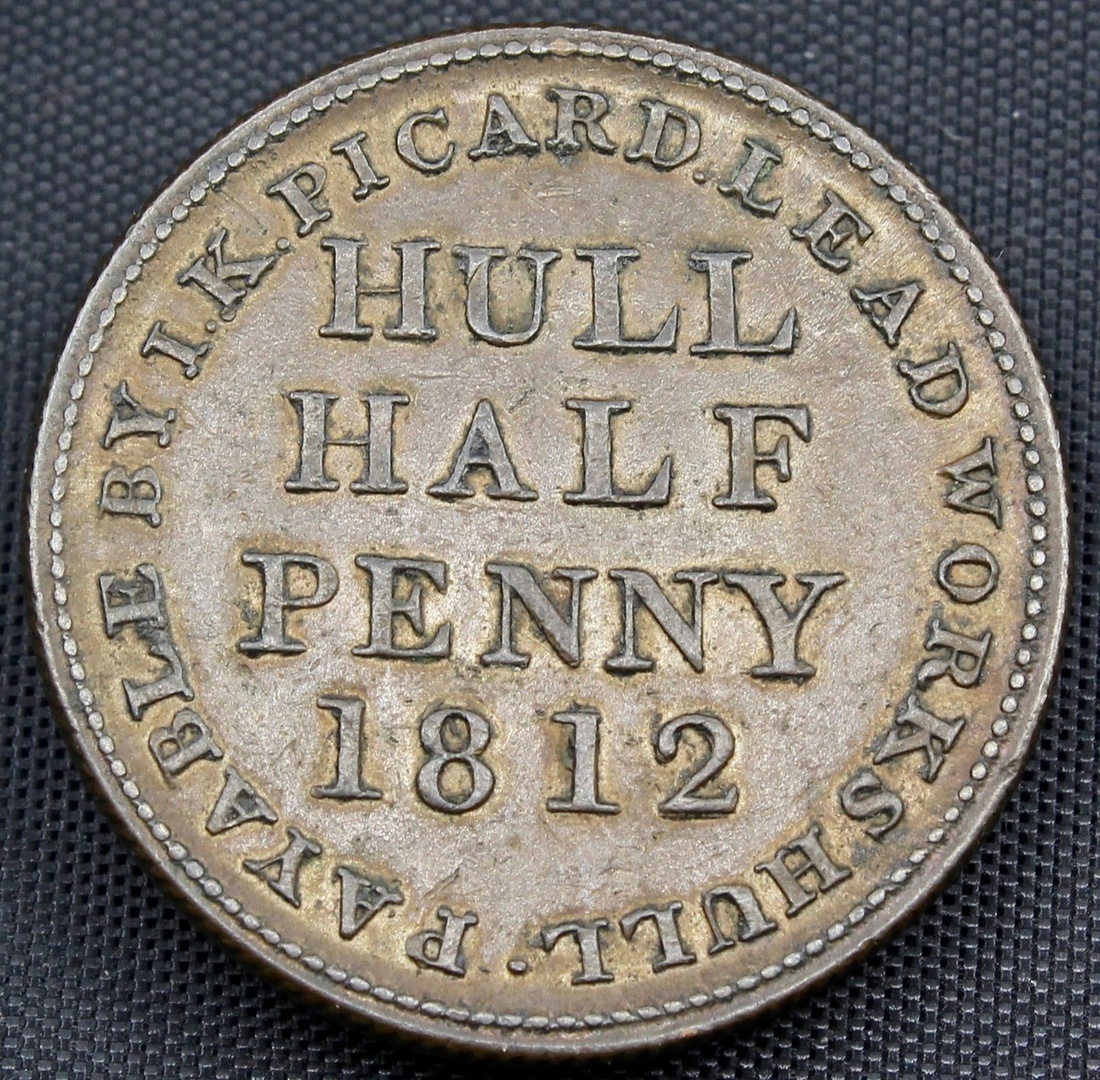 PAYABLE BY I.K. PICARD. LEAD WORKS HULL.
HULL
HALF
PENNY
1812